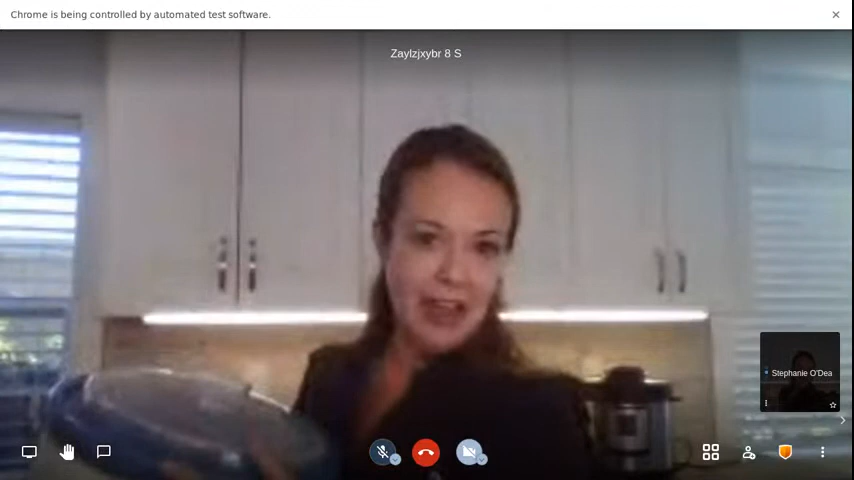 Chrome is being controlled by automated test software.
Zaylzjxybr 8 S
Stephanie O'Dea